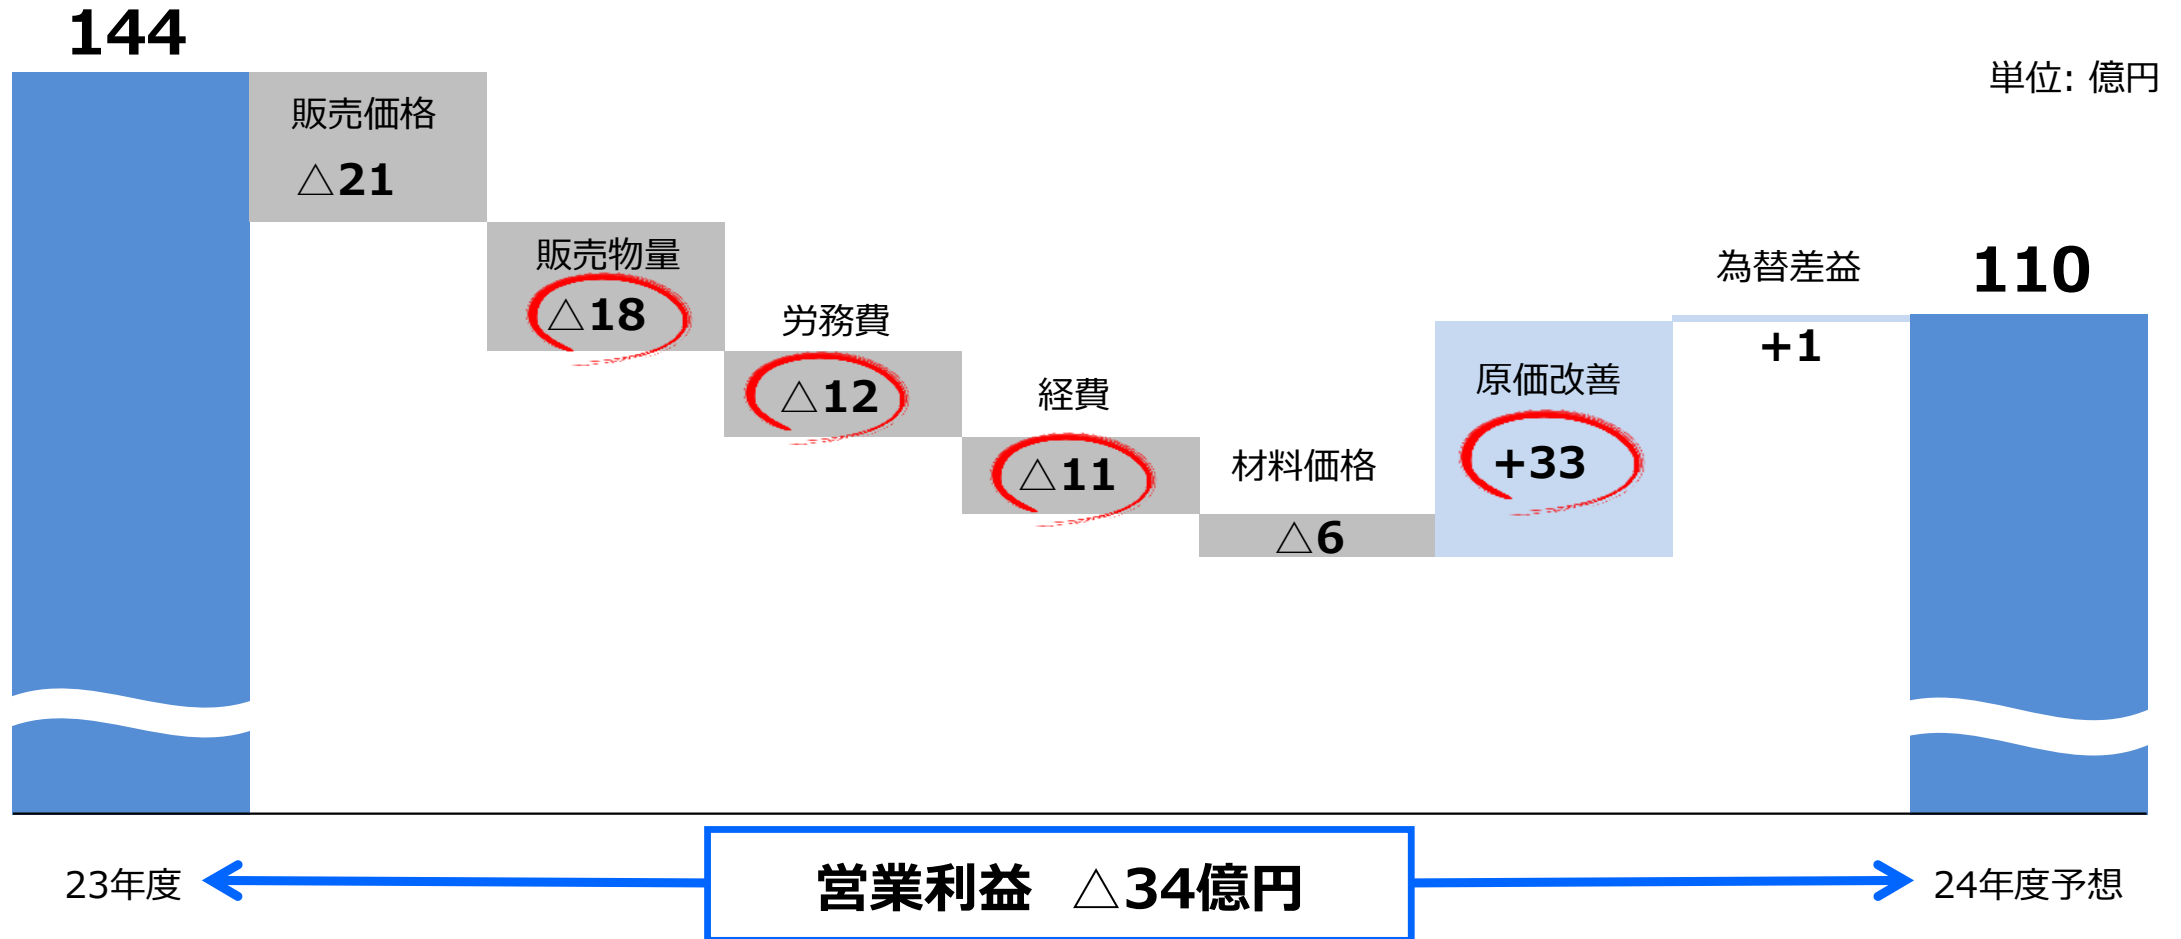 144
単位: 億円
販売価格
△21
販売物量
△18
労務費
△12
経費
△11
材料価格
△6
原価改善
+33
為替差益
+1
110
23年度
営業利益 △34億円
24年度予想